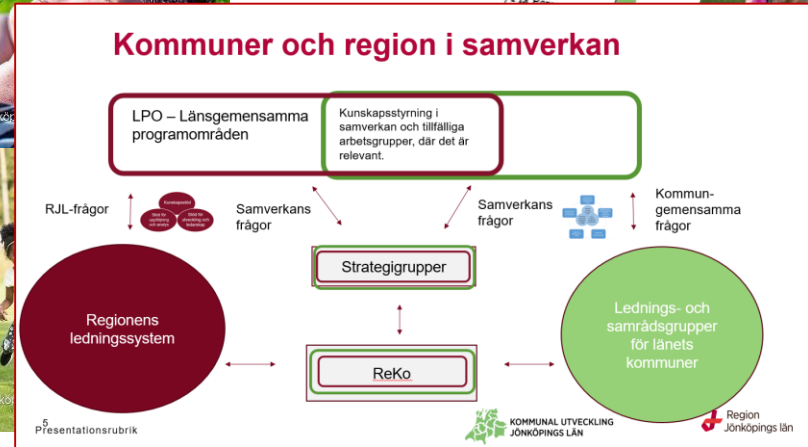 Kommuner och region i samverkan
LPO – Länsgemensamma
programområden
Kunskapsstyrning i
samverkan och tillfälliga
arbetsgrupper, där det är
relevant.
RJL-frågor
Kunskapsstöd
Samverkans
frågor
Samverkans
frågor
Kommun-
gemensamma
frågor
Strategigrupper
Regionens
ledningssystem
Lednings- och
samrådsgrupper
för länets
kommuner
ReKo
5
Presentationsrubrik
KOMMUNAL UTVECKLING
JÖNKÖPINGS LÄN
Region
Jönköpings län